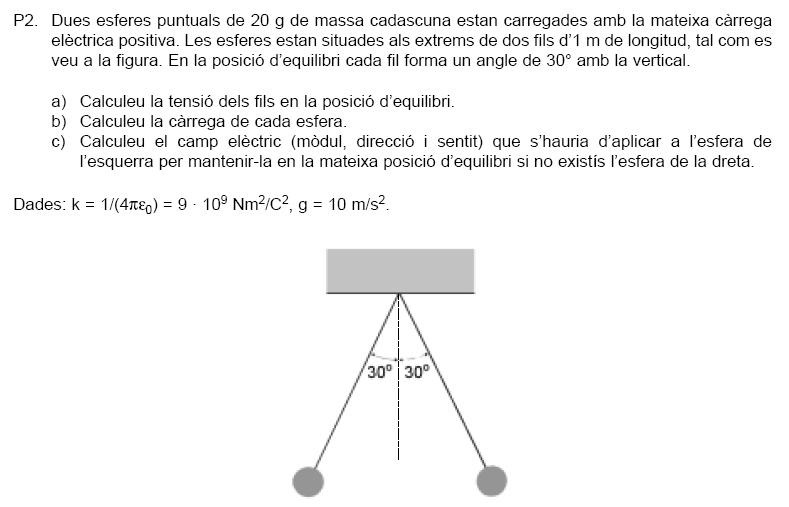 P2. Dues esferes puntuals de 20 g de massa cadascuna estan carregades amb la mateixa càrrega
elèctrica positiva. Les esferes estan situades als extrems de dos fils d'1 m de longitud, tal com es
veu a la figura. En la posició d'equilibri cada fil forma un angle de 30° amb la vertical.
a) Calculeu la tensió dels fils en la posició d'equilibri.
b) Calculeu la càrrega de cada esfera.
c) Calculeu el camp elèctric (mòdul, direcció i sentit) que s'hauria d'aplicar a l'esfera de
l'esquerra per mantenir-la en la mateixa posició d'equilibri si no existís l'esfera de la dreta.
Dades: k = 1/(4πε₀) = 9 · 10⁹ Nm²/C², g = 10 m/s².
30º 30º